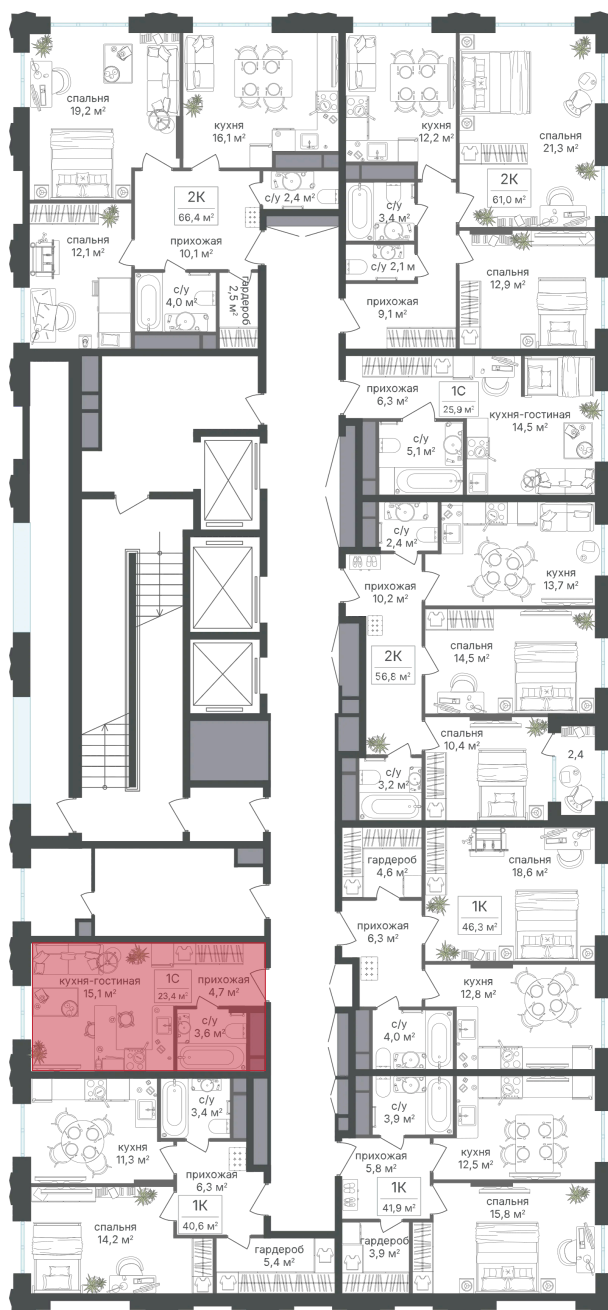 спальня
19,2 м²
кухня
16,1 м²
2К
66,4 м²
с/у 2,4 м²
спальня
12,1 м²
прихожая
10,1 м²
с/у
4,0 м²
гардероб
2,5 м²
кухня
12,2 м²
спальня
21,3 м²
2К
61,0 м²
с/у
3,4 м²
с/у 2,1 м
спальня
12,9 м²
прихожая
9,1 м²
прихожая
6,3 м²
1С
25,9 м²
кухня-гостиная
14,5 м²
с/у
5,1 м²
с/у
2,4 м²
кухня
13,7 м²
прихожая
10,2 м²
2К
56,8 м²
спальня
14,5 м²
спальня
10,4 м²
2,4
с/у
3,2 м²
гардероб
4,6 м²
спальня
18,6 м²
1К
46,3 м²
прихожая
6,3 м²
кухня
12,8 м²
с/у
4,0 м²
кухня-гостиная
15,1 м²
1С
23,4 м²
прихожая
4,7 м²
с/у
3,6 м²
с/у
3,4 м²
кухня
11,3 м²
прихожая
6,3 м²
1К
40,6 м²
спальня
14,2 м²
гардероб
5,4 м²
с/у
3,9 м²
кухня
12,5 м²
прихожая
5,8 м²
1К
41,9 м²
спальня
15,8 м²
гардероб
3,9 м²